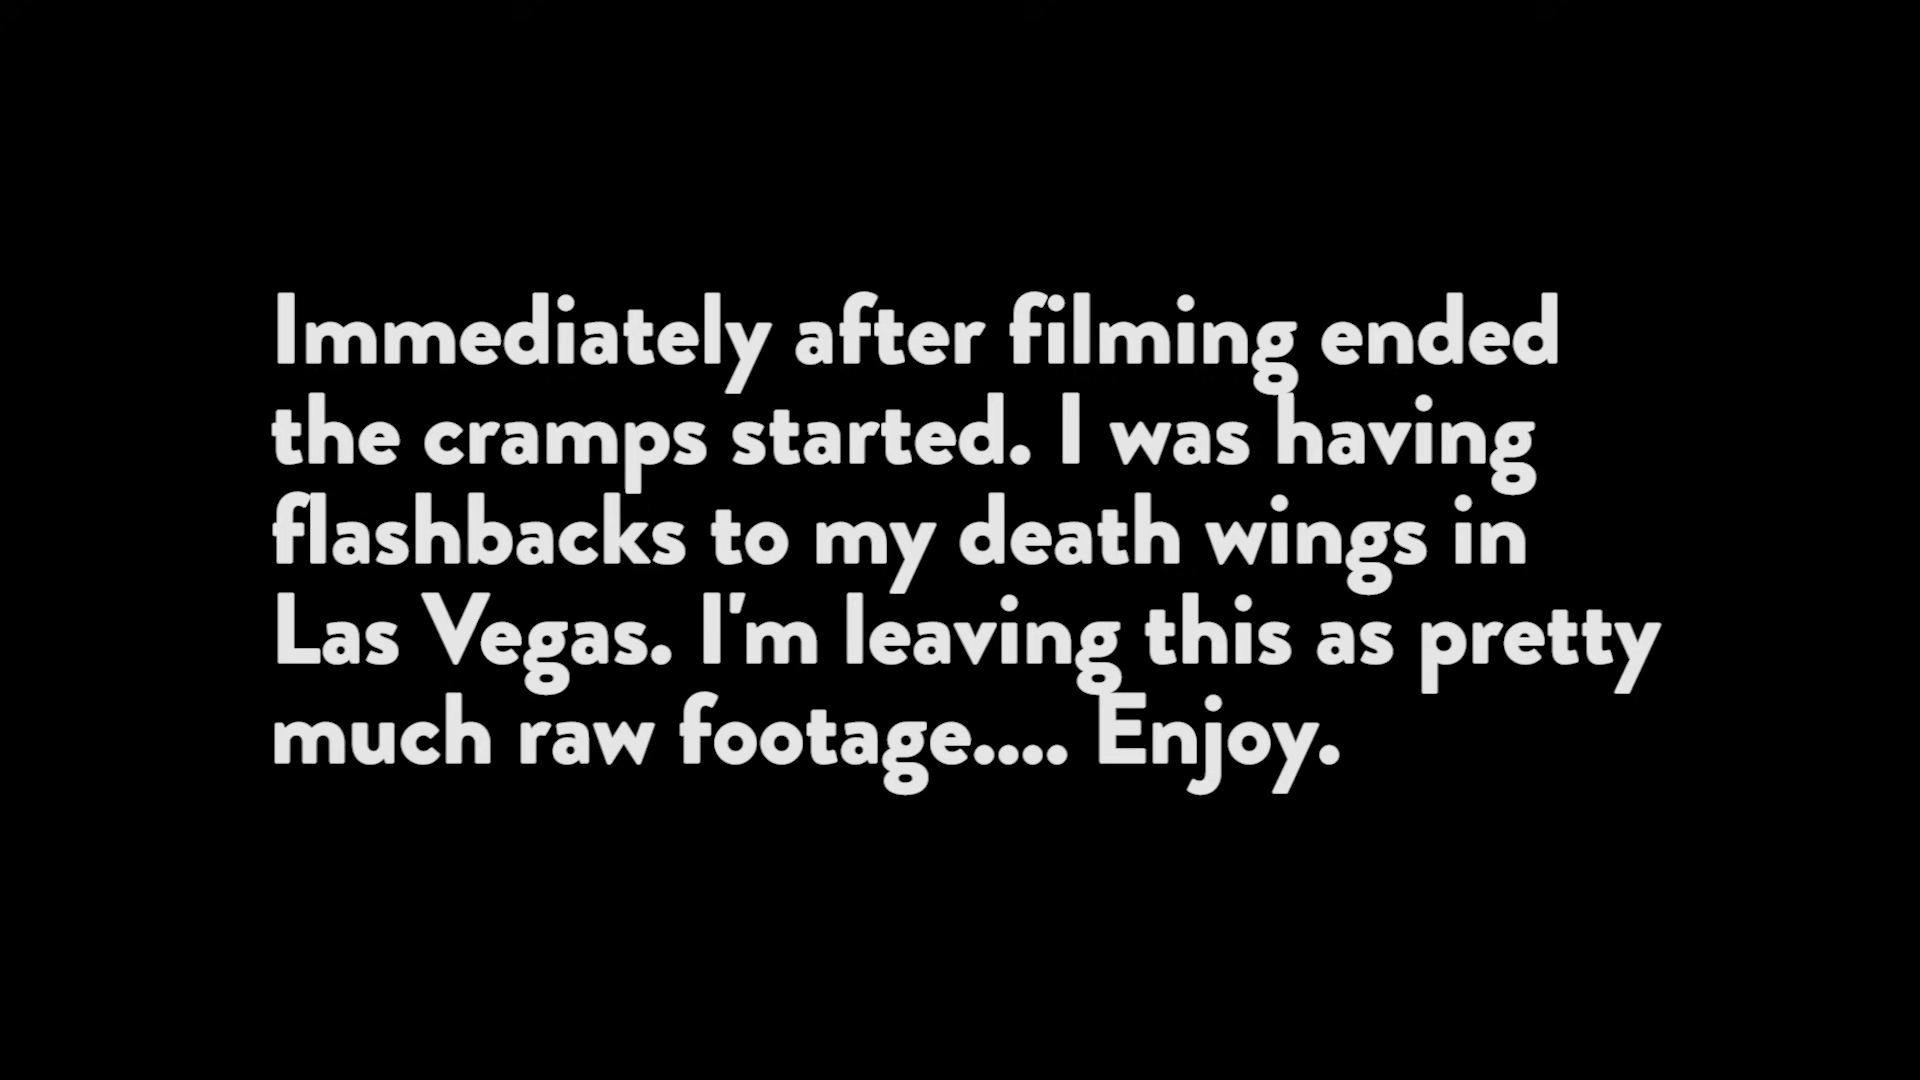 Immediately after filming ended
the cramps started. I was having
flashbacks to my death wings in
Las Vegas. I'm leaving this as pretty
much raw footage.... Enjoy.